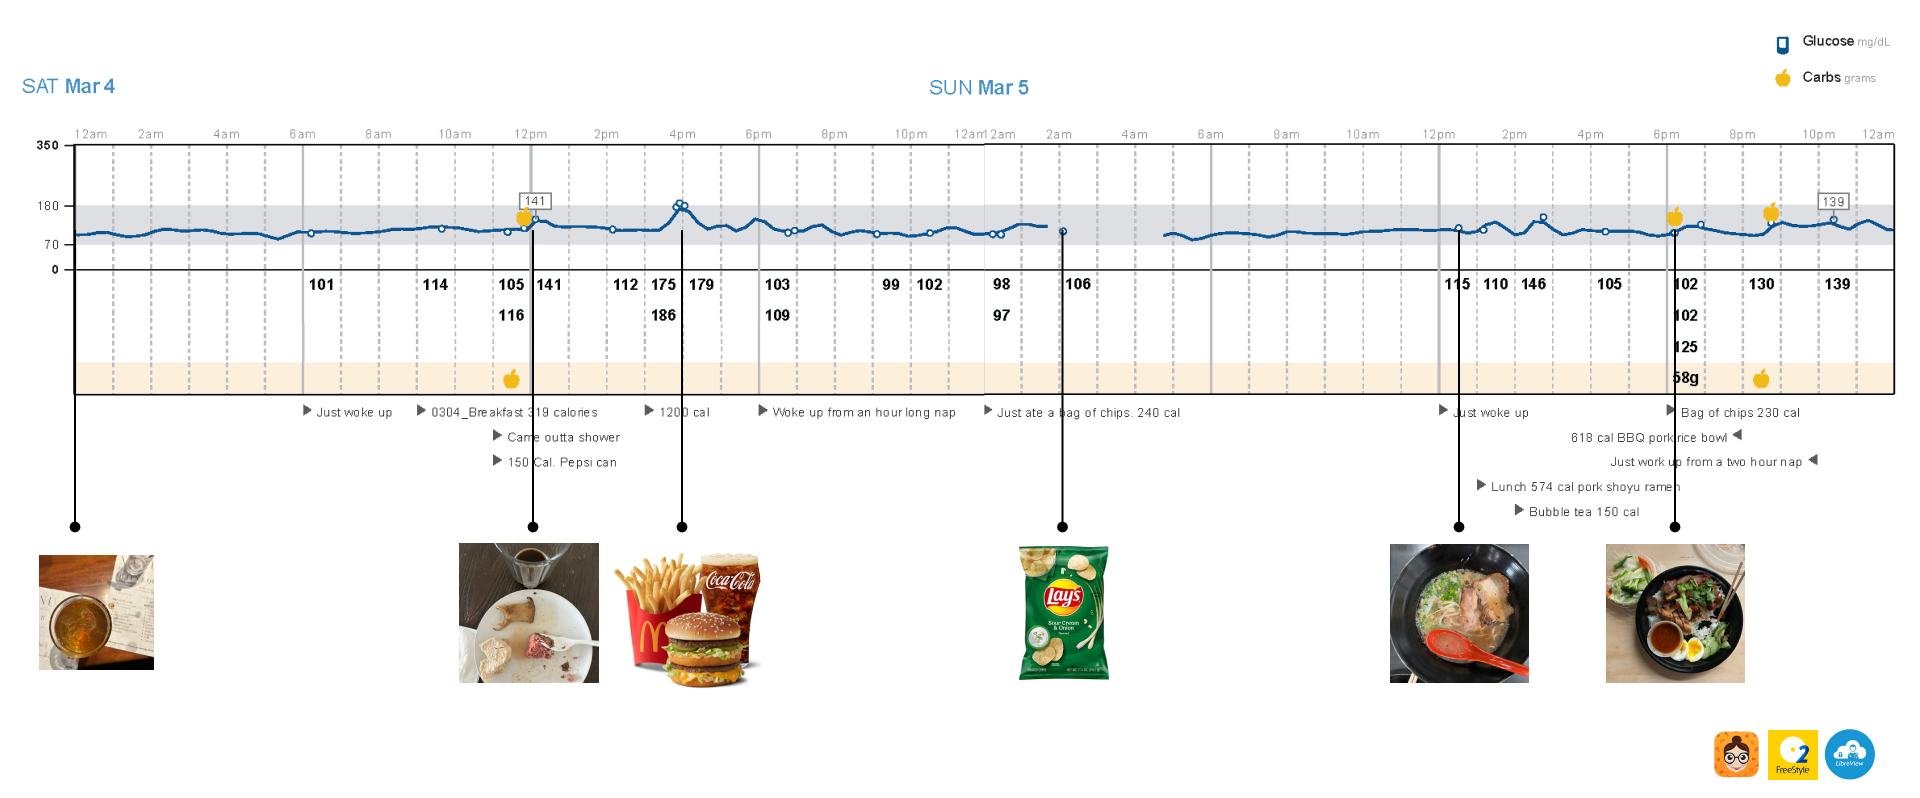 Glucose mg/dL
Carbs grams
SAT Mar 4
SUN Mar 5
12am 2am 4am 6am 8am 10am 12pm 2pm 4pm 6pm 8pm 10pm 12am 12am 2am 4am 6am 8am 10am 12pm 2pm 4pm 6pm 8pm 10pm 12am
350
180
70
0
141
139
101 114 105 141 112 175 179 103 99 102 98 106 115 110 146 105 102 130 139
116 186 109 97 102
125
58g
Just woke up
0304_Breakfast 319 calories
1200 cal
Woke up from an hour long nap
Just ate a bag of chips. 240 cal
Just woke up
Bag of chips 230 cal
Came outta shower
618 cal BBQ pork rice bowl
150 Cal. Pepsi can
Just work up from a two hour nap
Lunch 574 cal pork shoyu ramen
Bubble tea 150 cal
Coca-Cola
Lay's
Sour Cream
& Onion
2
FreeStyle
LibreView